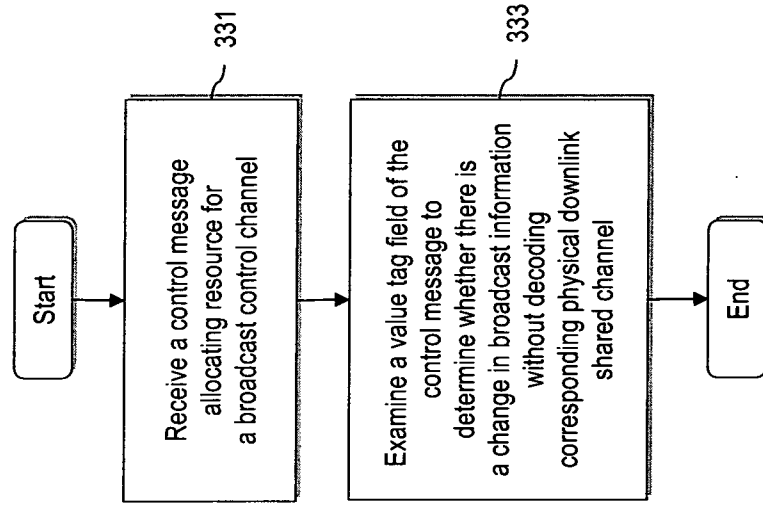 Start
Receive a control message
allocating resource for
a broadcast control channel
331
Examine a value tag field of the
control message to
determine whether there is
a change in broadcast information
without decoding
corresponding physical downlink
shared channel
333
End